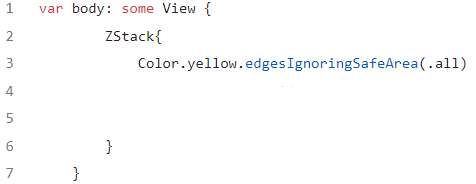 1 var body: some View {
2 ZStack{
3 Color.yellow.edgesIgnoringSafeArea(.all)
4
5
6 }
7 }